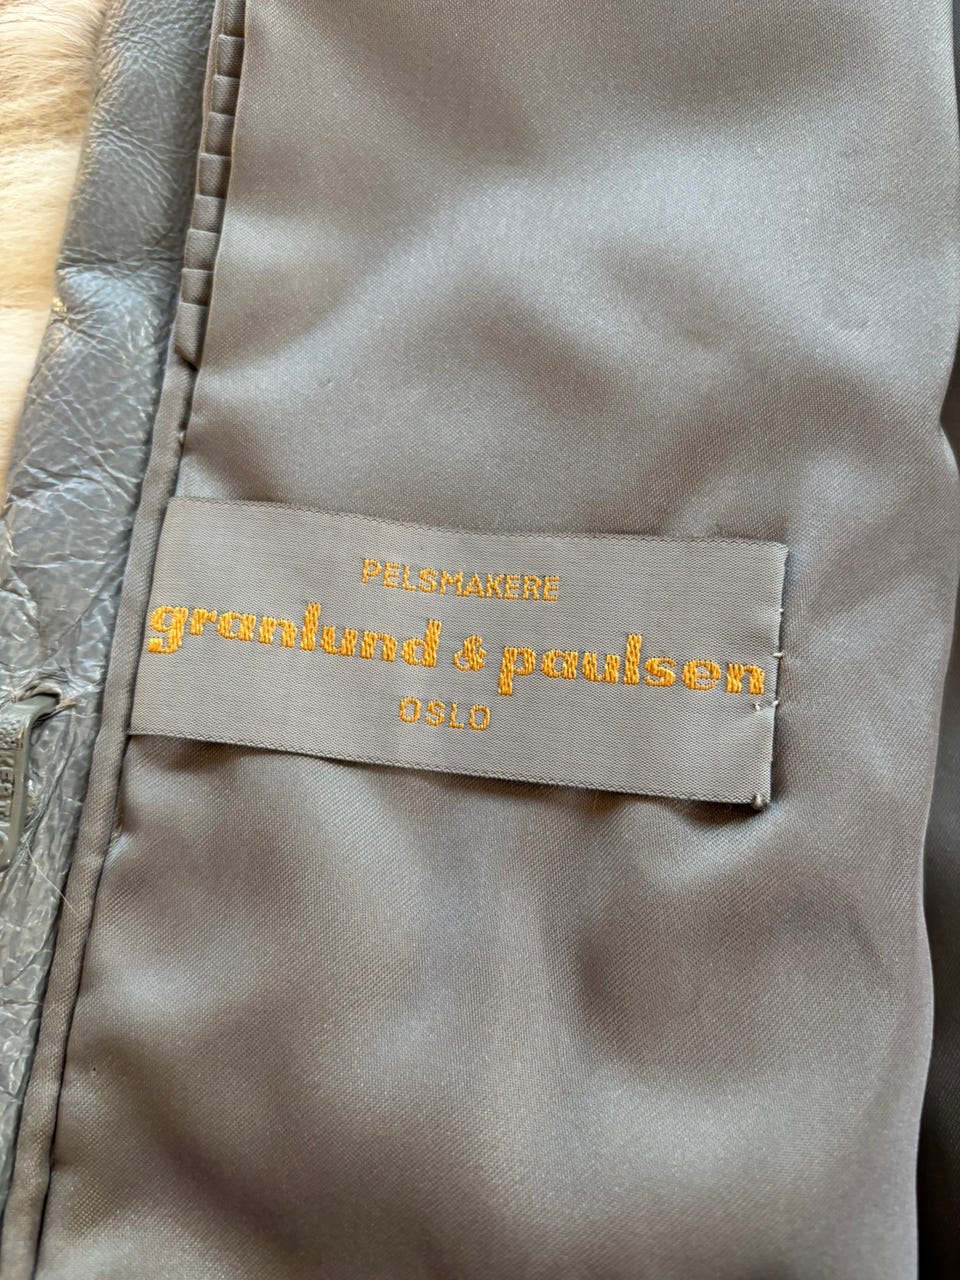 PELSMAKERE
granlund & paulsen
OSLO